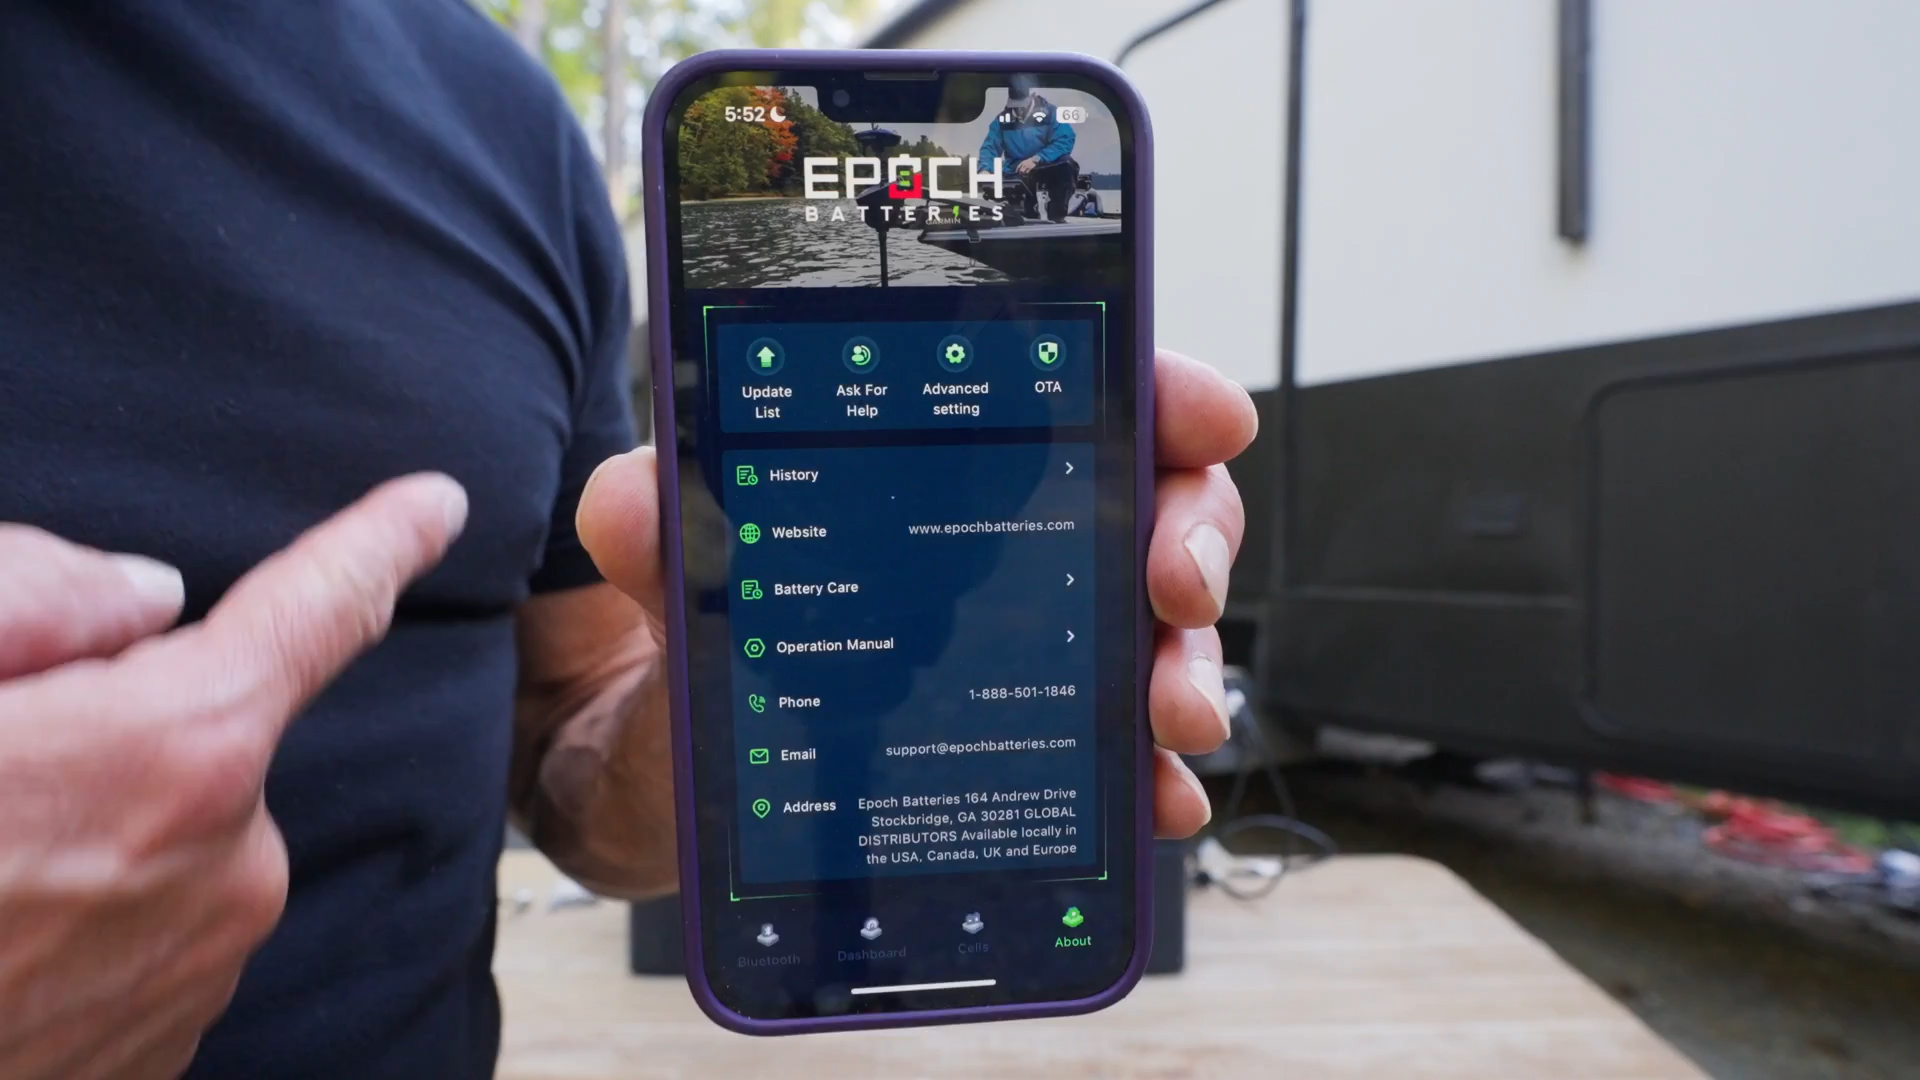 5:52
66
EPOCH
BATTERIES
GARMIN
Update
List
Ask For
Help
Advanced
setting
OTA
History
Website www.epochbatteries.com
Battery Care
Operation Manual
Phone 1-888-501-1846
Email support@epochbatteries.com
Address Epoch Batteries 164 Andrew Drive
Stockbridge, GA 30281 GLOBAL
DISTRIBUTORS Available locally in
the USA, Canada, UK and Europe
Bluetooth
Dashboard
Cells
About